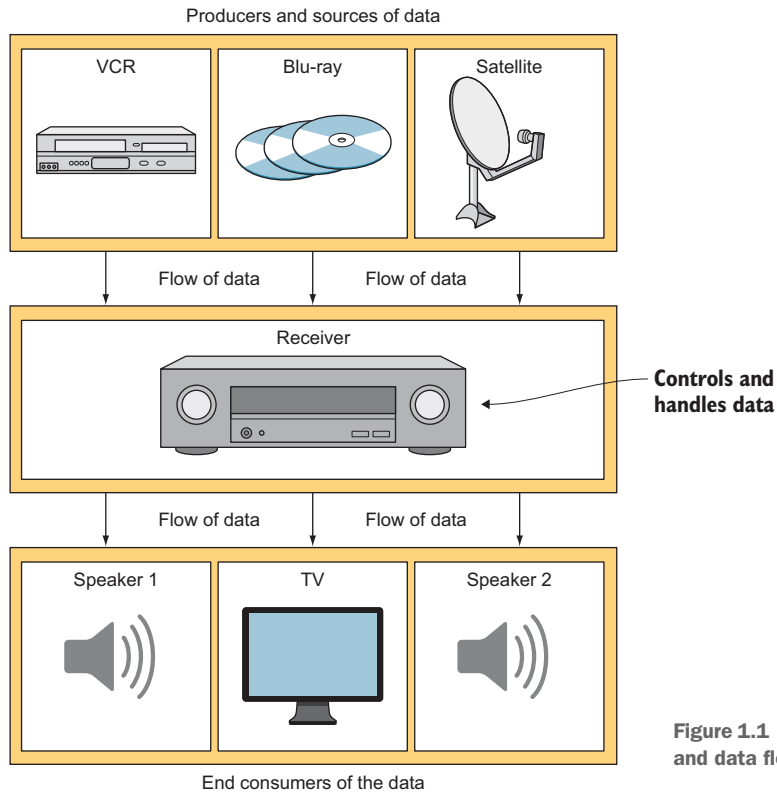 Producers and sources of data
VCR
Blu-ray
Satellite
Flow of data
Flow of data
Receiver
Controls and
handles data
Flow of data
Flow of data
Speaker 1
TV
Speaker 2
End consumers of the data
Figure 1.1
and data